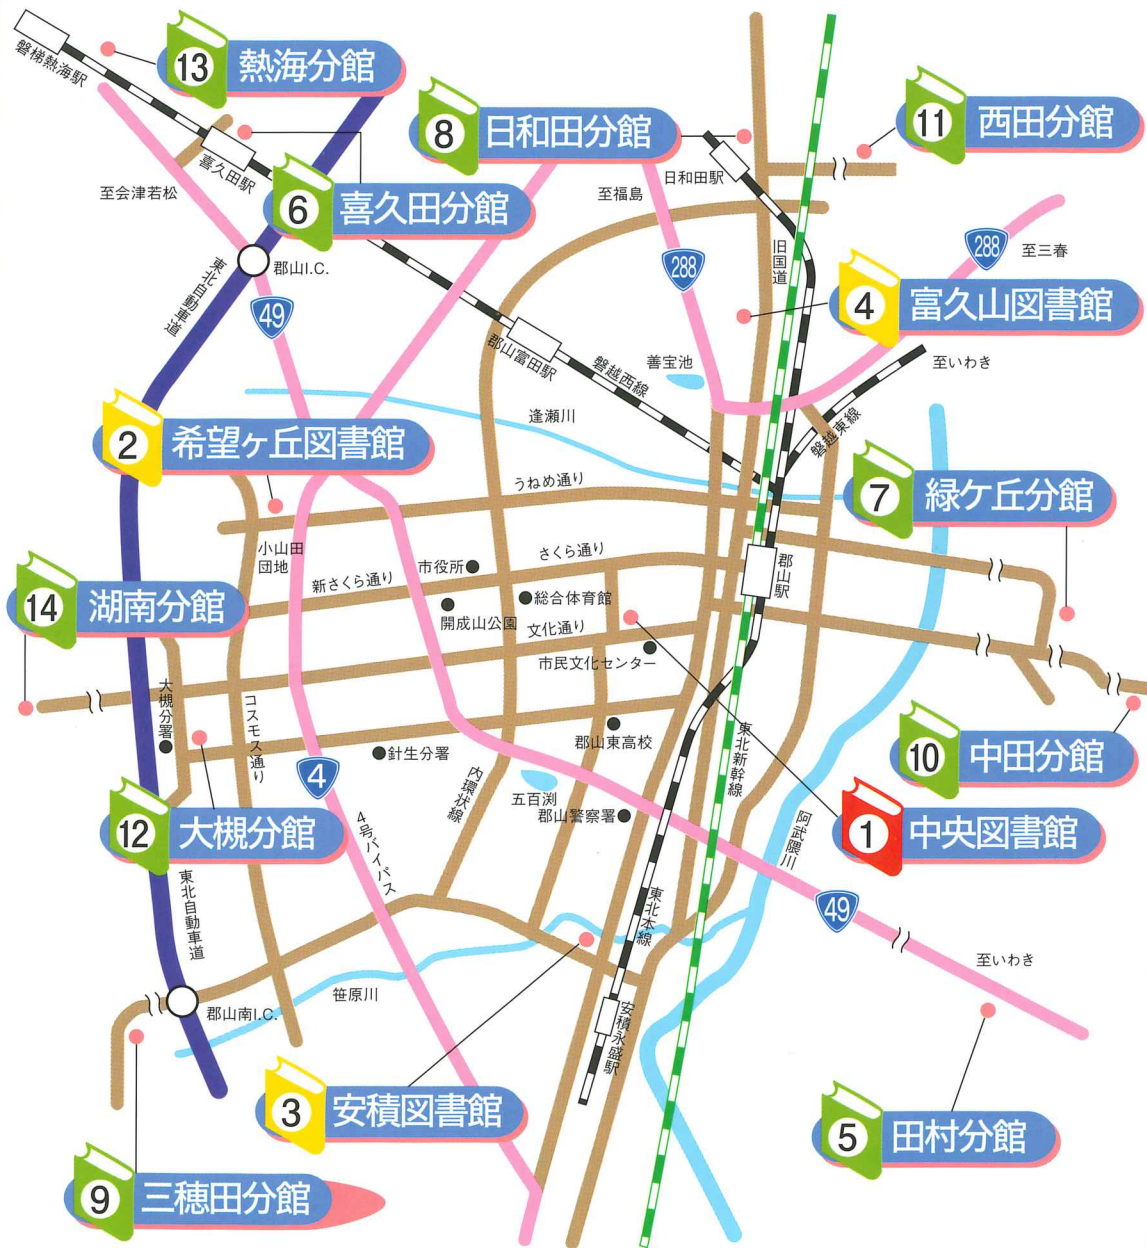 磐梯熱海駅
13 熱海分館
8 日和田分館
11 西田分館
喜久田駅
至会津若松
6 喜久田分館
至福島
日和田駅
旧国道
288
288
至三春
郡山I.C.
東北自動車道
49
4 富久山図書館
郡山富田駅
磐越西線
善宝池
至いわき
逢瀬川
磐越東線
2 希望ヶ丘図書館
うねめ通り
7 緑ケ丘分館
小山田
団地
新さくら通り
市役所
さくら通り
郡山駅
14 湖南分館
開成山公園
総合体育館
文化通り
市民文化センター
大槻分署
コスモス通り
針生分署
郡山東高校
東北新幹線
10 中田分館
4
内環状線
五百渕
郡山警察署
阿武隈川
1 中央図書館
12 大槻分館
4号バイパス
東北自動車道
東北本線
49
至いわき
笹原川
郡山南I.C.
安積永盛駅
3 安積図書館
5 田村分館
9 三穂田分館